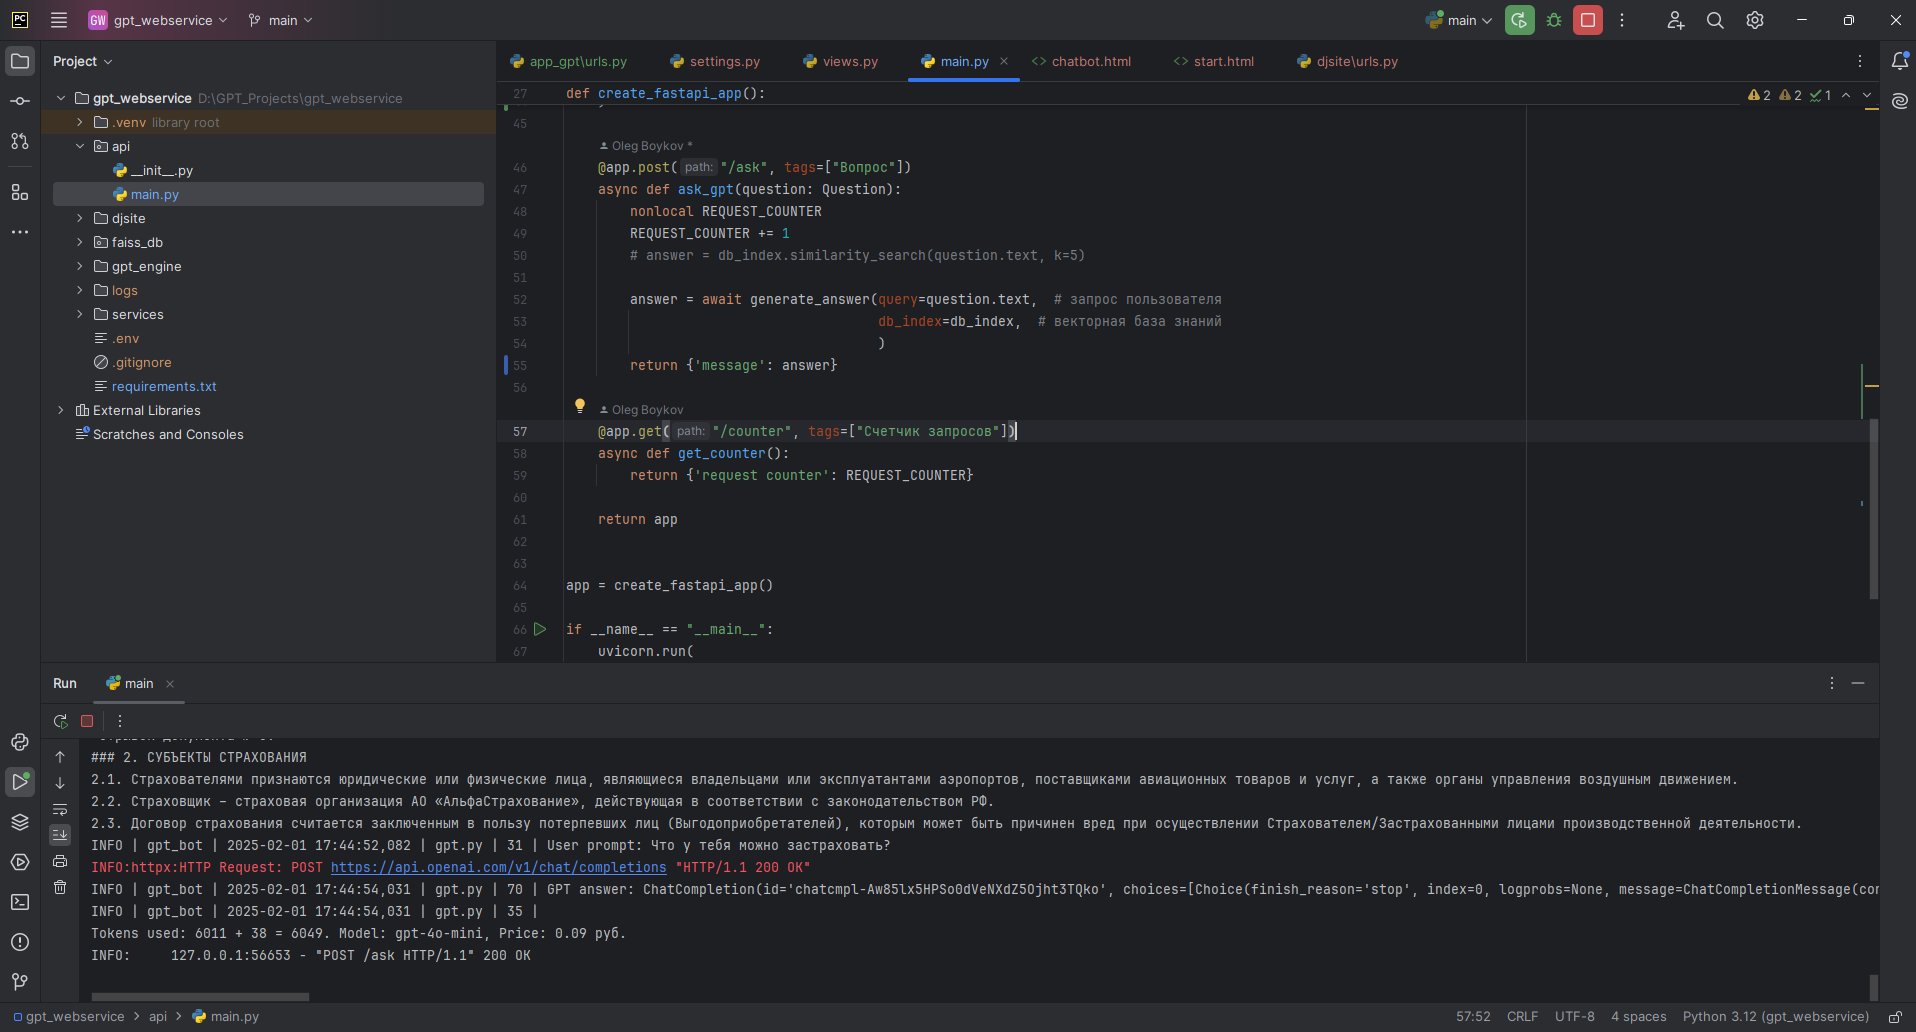 PC GW gpt_webservice main main
Project
gpt_webservice D:\GPT_Projects\gpt_webservice
.venv library root
api
__init__.py
main.py
djsite
faiss_db
gpt_engine
logs
services
.env
.gitignore
requirements.txt
External Libraries
Scratches and Consoles
app_gpt\urls.py settings.py views.py main.py <> chatbot.html <> start.html djsite\urls.py
27 def create_fastapi_app(): 2 2 1
45
Oleg Boykov *
46 @app.post( path: "/ask", tags=["Вопрос"])
47 async def ask_gpt(question: Question):
48 nonlocal REQUEST_COUNTER
49 REQUEST_COUNTER += 1
50 # answer = db_index.similarity_search(question.text, k=5)
51
52 answer = await generate_answer(query=question.text, # запрос пользователя
53 db_index=db_index, # векторная база знаний
54 )
55 return {'message': answer}
56
Oleg Boykov
57 @app.get( path: "/counter", tags=["Счетчик запросов"])
58 async def get_counter():
59 return {'request counter': REQUEST_COUNTER}
60
61 return app
62
63
64 app = create_fastapi_app()
65
66 if __name__ == "__main__":
67 uvicorn.run(
Run main
### 2. СУБЪЕКТЫ СТРАХОВАНИЯ
2.1. Страхователями признаются юридические или физические лица, являющиеся владельцами или эксплуатантами аэропортов, поставщиками авиационных товаров и услуг, а также органы управления воздушным движением.
2.2. Страховщик – страховая организация АО «АльфаСтрахование», действующая в соответствии с законодательством РФ.
2.3. Договор страхования считается заключенным в пользу потерпевших лиц (Выгодоприобретателей), которым может быть причинен вред при осуществлении Страхователем/Застрахованными лицами производственной деятельности.
INFO | gpt_bot | 2025-02-01 17:44:52,082 | gpt.py | 31 | User prompt: Что у тебя можно застраховать?
INFO:httpx:HTTP Request: POST https://api.openai.com/v1/chat/completions "HTTP/1.1 200 OK"
INFO | gpt_bot | 2025-02-01 17:44:54,031 | gpt.py | 70 | GPT answer: ChatCompletion(id='chatcmpl-Aw85lx5HPSo0dVeNXdZ5Ojht3TQko', choices=[Choice(finish_reason='stop', index=0, logprobs=None, message=ChatCompletionMessage(cor
INFO | gpt_bot | 2025-02-01 17:44:54,031 | gpt.py | 35 |
Tokens used: 6011 + 38 = 6049. Model: gpt-4o-mini, Price: 0.09 руб.
INFO: 127.0.0.1:56653 - "POST /ask HTTP/1.1" 200 OK
gpt_webservice > api > main.py 57:52 CRLF UTF-8 4 spaces Python 3.12 (gpt_webservice)